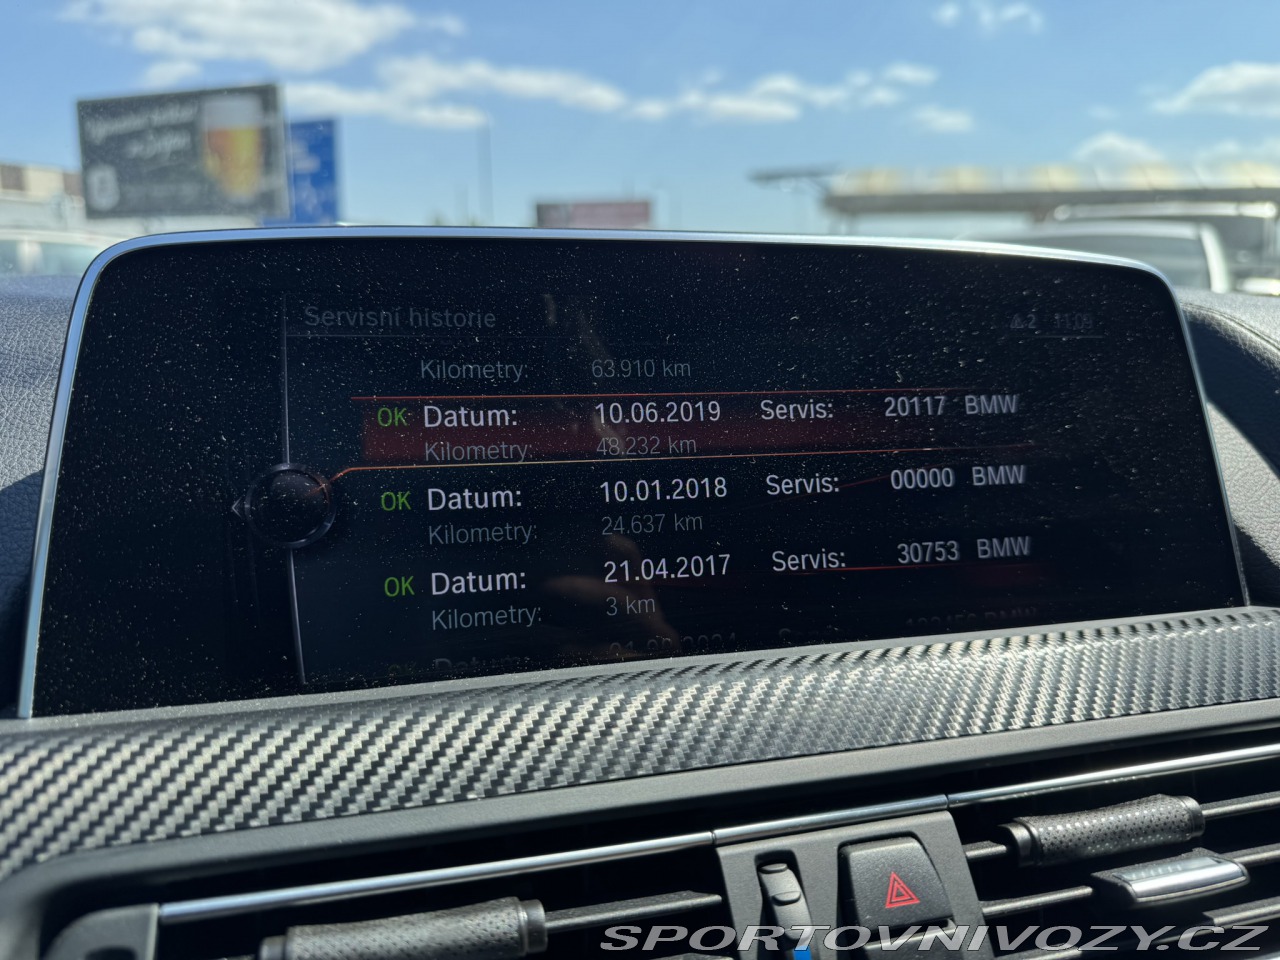 Servisní historie
Kilometry: 63.910 km
OK Datum: 10.06.2019 Servis: 20117 BMW
Kilometry: 48.232 km
OK Datum: 10.01.2018 Servis: 00000 BMW
Kilometry: 24.637 km
OK Datum: 21.04.2017 Servis: 30753 BMW
Kilometry: 3 km
OK Datum:
SPORTOVNIVOZY.CZ